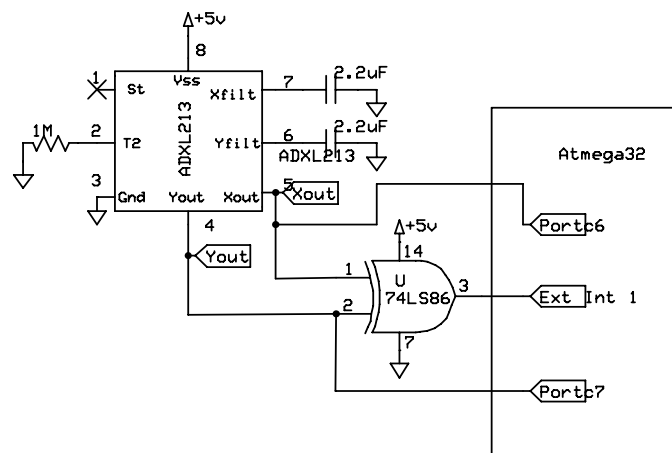 +5v
8
1
St
Vss
Xfilt
7
2.2uF
1M
2
T2
ADXL213
Yfilt
6
2.2uF
ADXL213
Atmega32
3
Gnd
Yout
Xout
5
Xout
4
Yout
+5v
14
Portc6
1
U
74LS86
3
Ext Int 1
2
7
Portc7